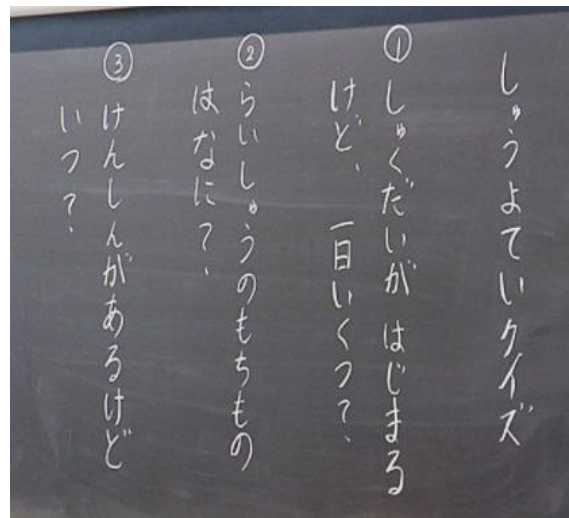 しゅうよていクイズ
①しゅくだいが はじまる
けど、一日いくつ?
②らいしゅうのもちもの
はなに?
③けんしんがあるけど
いつ?